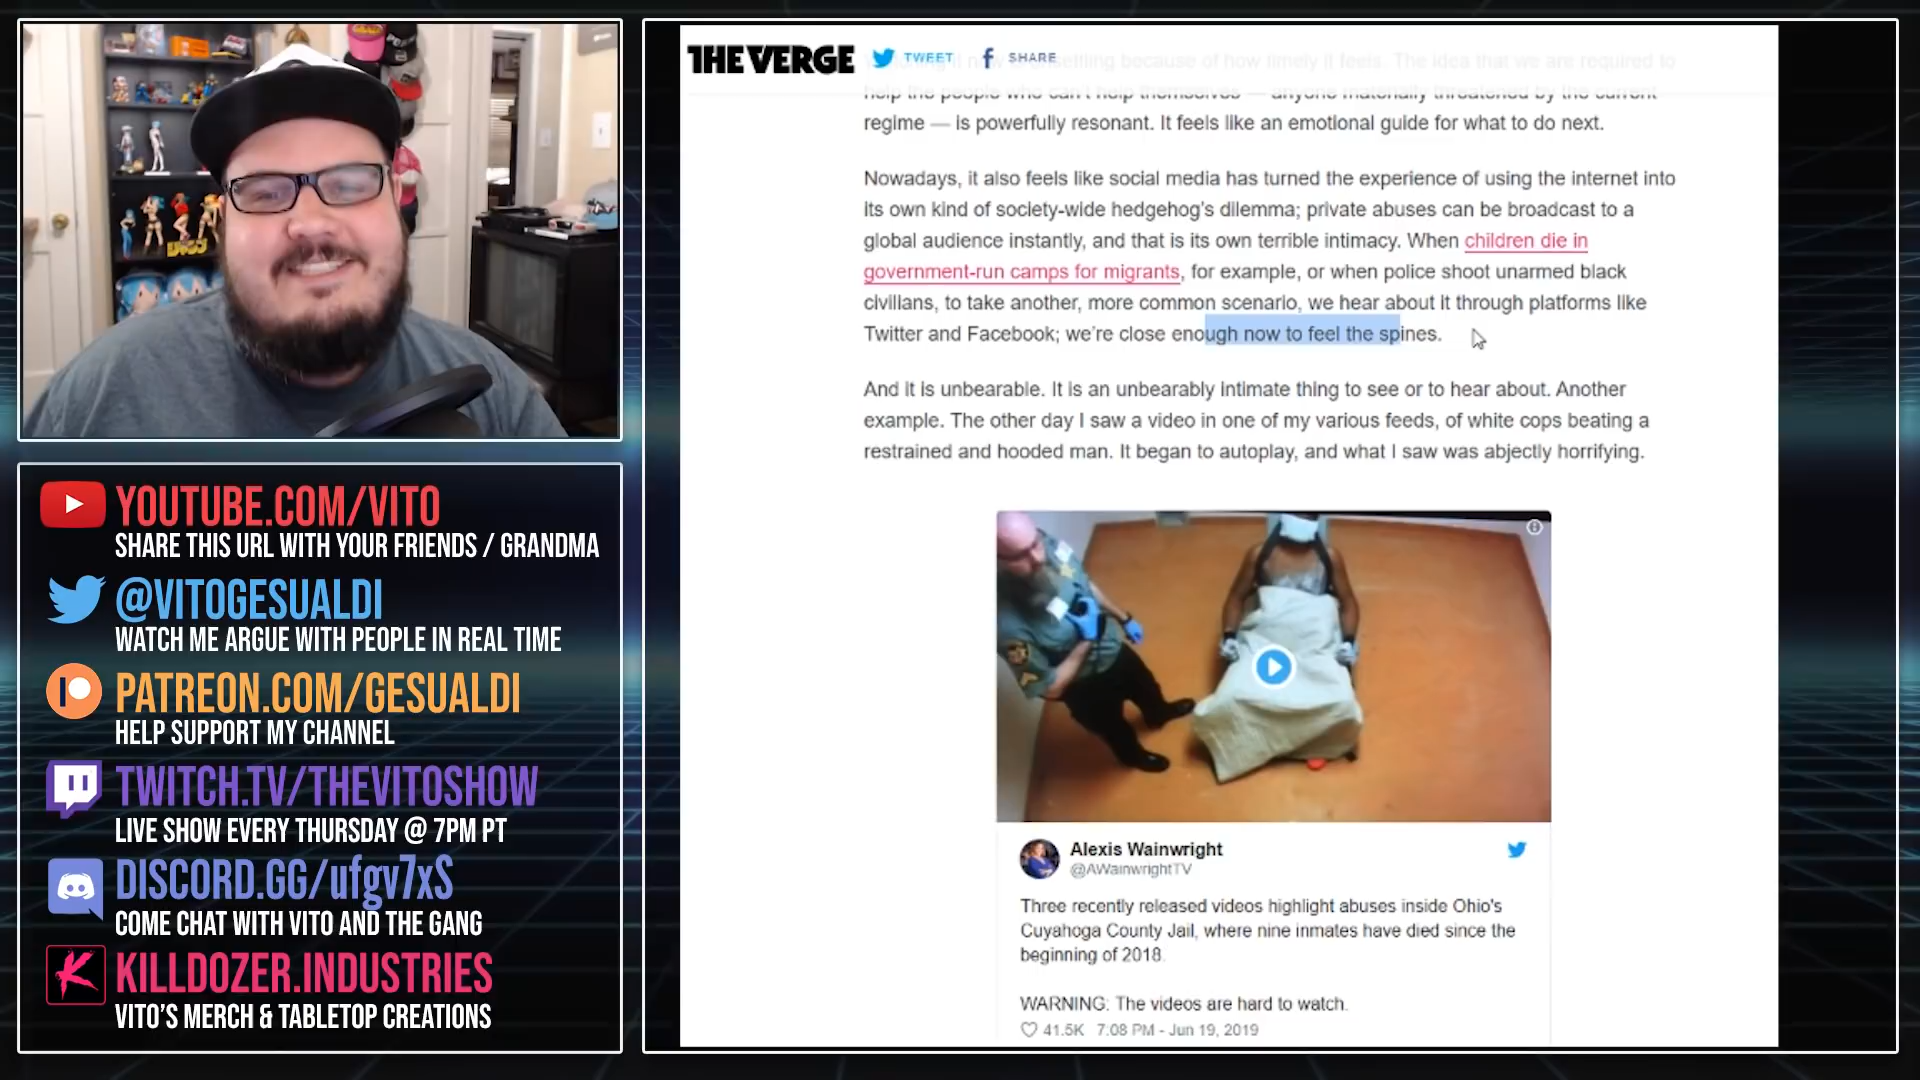 YOUTUBE.COM/VITO
SHARE THIS URL WITH YOUR FRIENDS / GRANDMA
@VITOGESUALDI
WATCH ME ARGUE WITH PEOPLE IN REAL TIME
PATREON.COM/GESUALDI
HELP SUPPORT MY CHANNEL
TWITCH.TV/THEVITOSHOW
LIVE SHOW EVERY THURSDAY @ 7PM PT
DISCORD.GG/ufgv7xS
COME CHAT WITH VITO AND THE GANG
KILLDOZER.INDUSTRIES
VITO'S MERCH & TABLETOP CREATIONS
THE VERGE TWEET SHARE
because of how timely it feels. The idea that we are required to
help the people who can't help themselves — anyone materially threatened by the current
regime — is powerfully resonant. It feels like an emotional guide for what to do next.
Nowadays, it also feels like social media has turned the experience of using the internet into
its own kind of society-wide hedgehog's dilemma; private abuses can be broadcast to a
global audience instantly, and that is its own terrible intimacy. When children die in
government-run camps for migrants, for example, or when police shoot unarmed black
civilians, to take another, more common scenario, we hear about it through platforms like
Twitter and Facebook; we're close enough now to feel the spines.
And it is unbearable. It is an unbearably intimate thing to see or to hear about. Another
example. The other day I saw a video in one of my various feeds, of white cops beating a
restrained and hooded man. It began to autoplay, and what I saw was abjectly horrifying.
Alexis Wainwright
@AWainwrightTV
Three recently released videos highlight abuses inside Ohio's
Cuyahoga County Jail, where nine inmates have died since the
beginning of 2018.
WARNING: The videos are hard to watch.
41.5K 7:08 PM - Jun 19, 2019